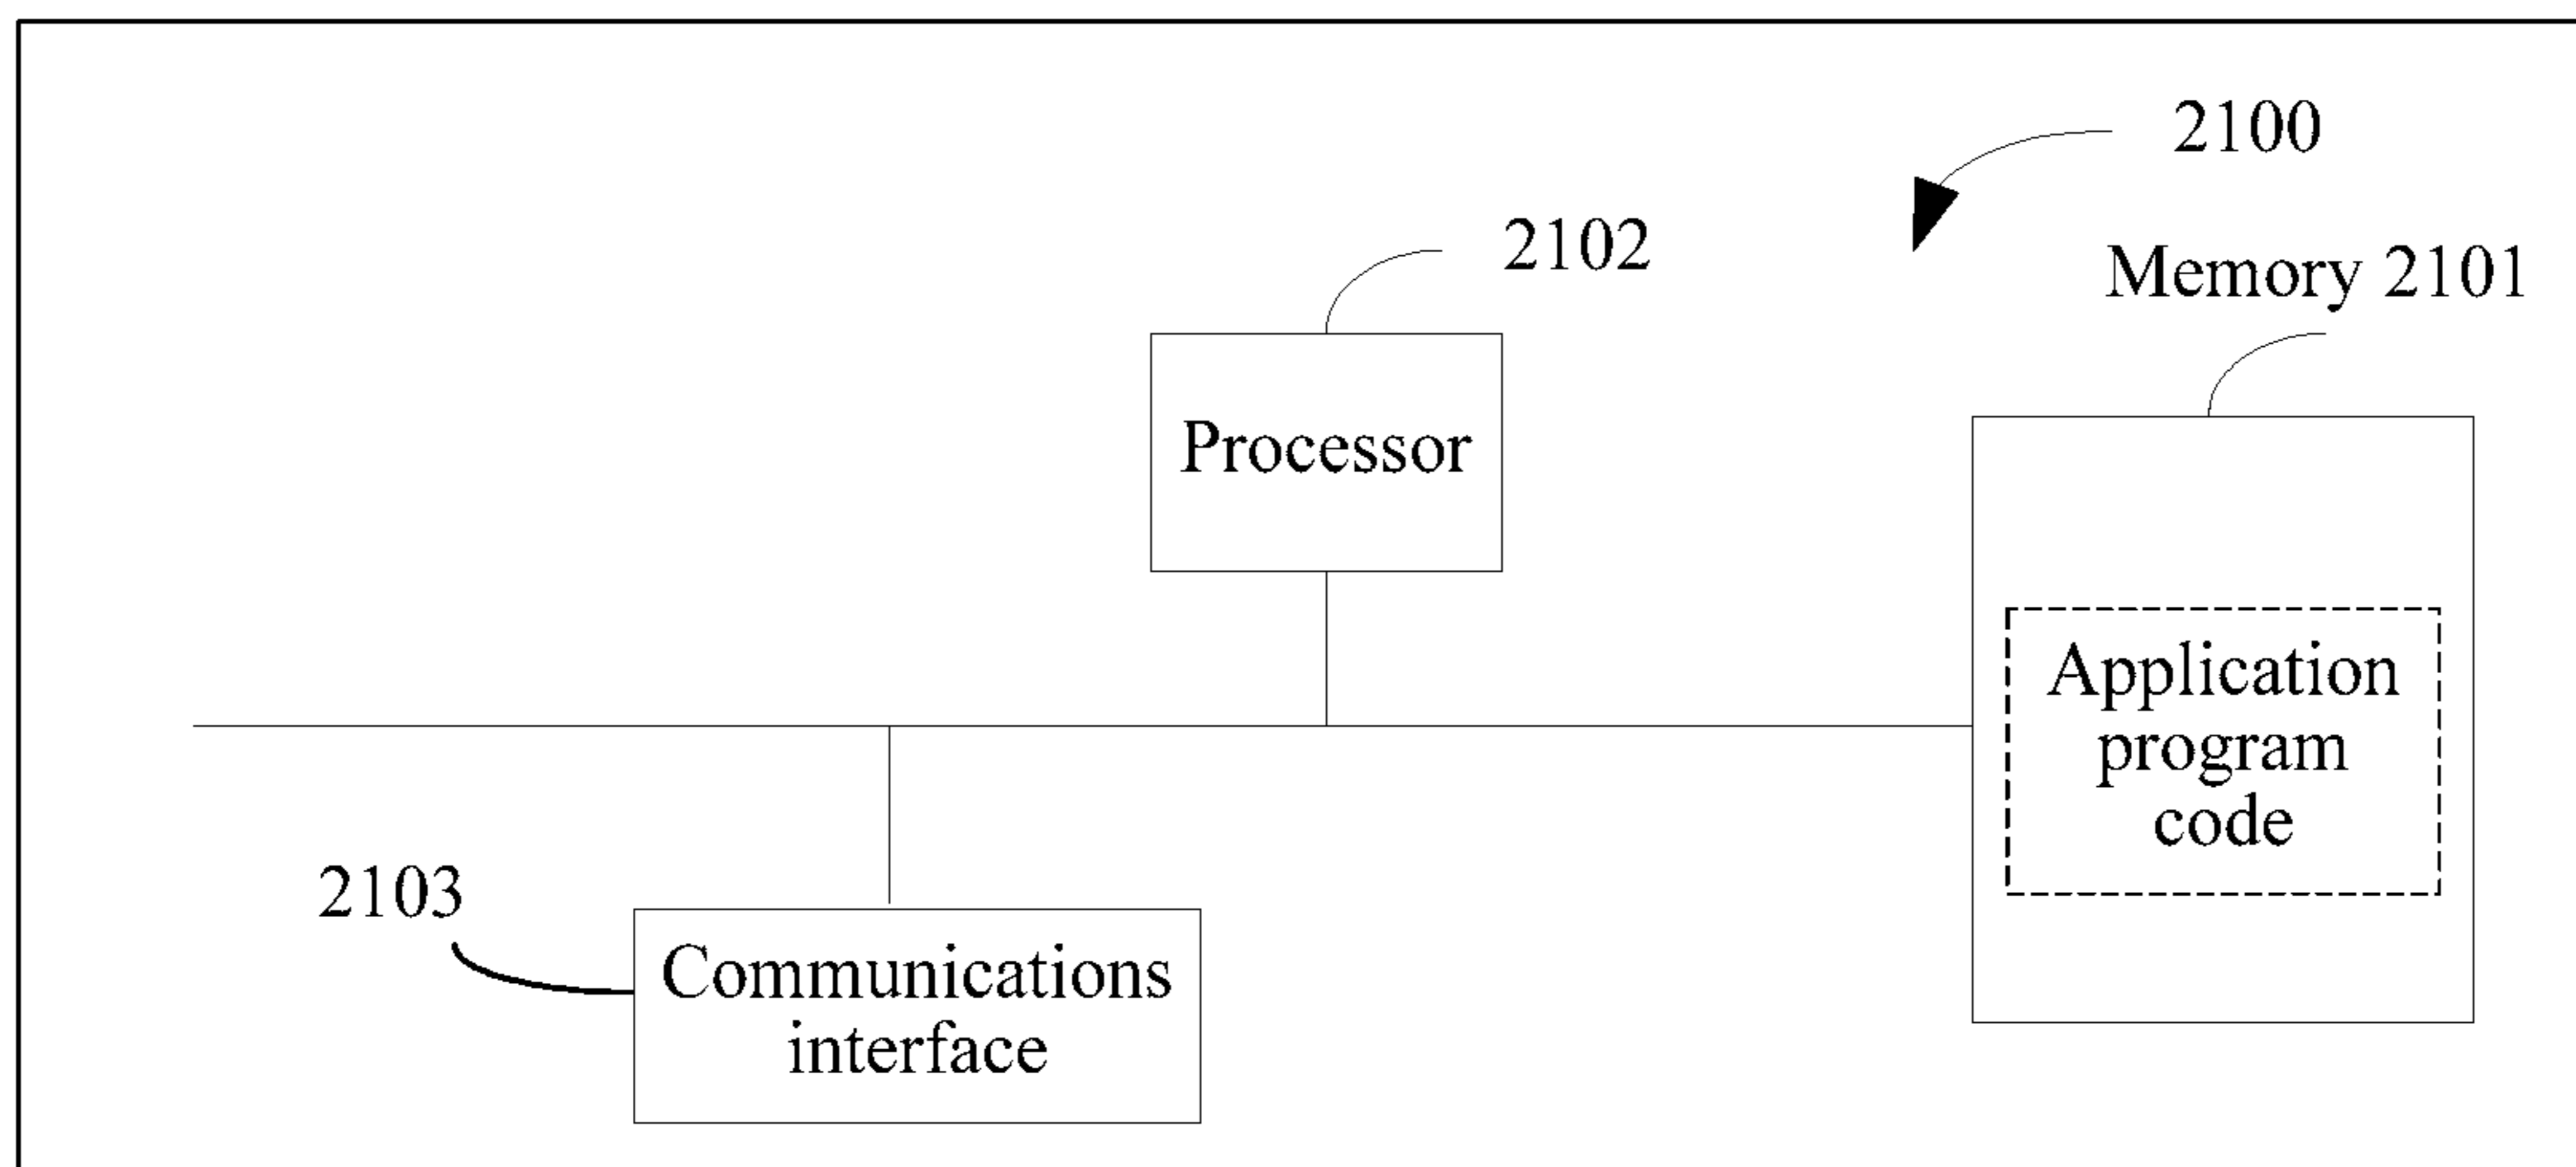 2100
2102
Memory 2101
Processor
Application
program
code
2103
Communications
interface